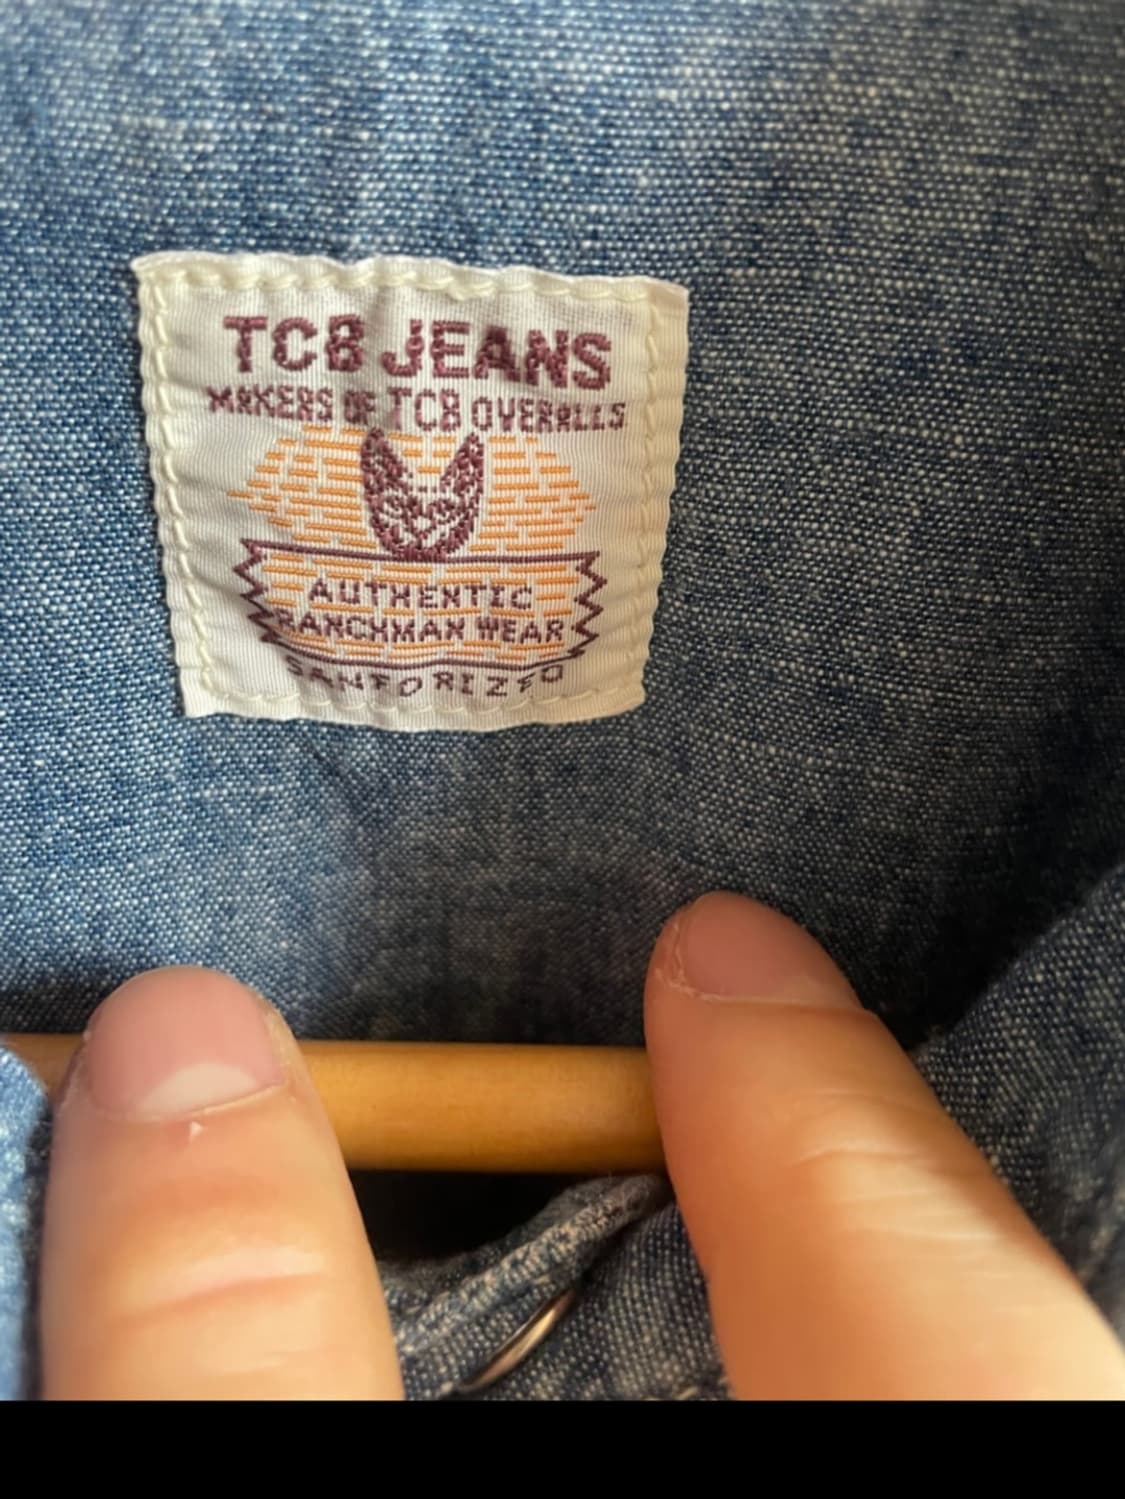 TCB JEANS
MAKERS OF TCB OVERALLS
AUTHENTIC
RANCHMAN WEAR
SANFORIZED